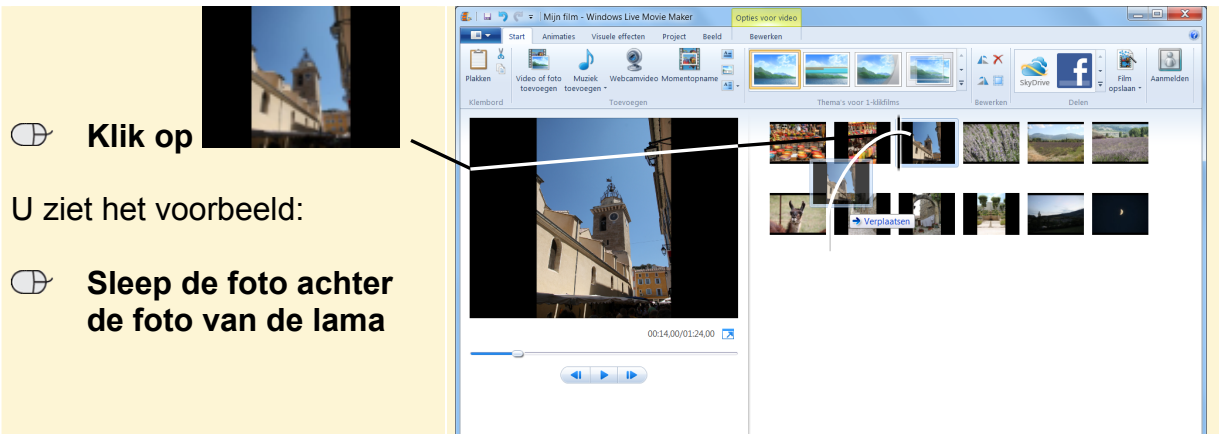 Klik op
U ziet het voorbeeld:
Sleep de foto achter
de foto van de lama
Mijn film - Windows Live Movie Maker
Opties voor video
Start Animaties Visuele effecten Project Beeld Bewerken
Plakken
Video of foto toevoegen
Muziek toevoegen
Webcamvideo
Momentopname
SkyDrive
Film opslaan
Aanmelden
Klembord Toevoegen Thema's voor 1-klikfilms Bewerken Delen
Verplaatsen
00:14,00/01:24,00